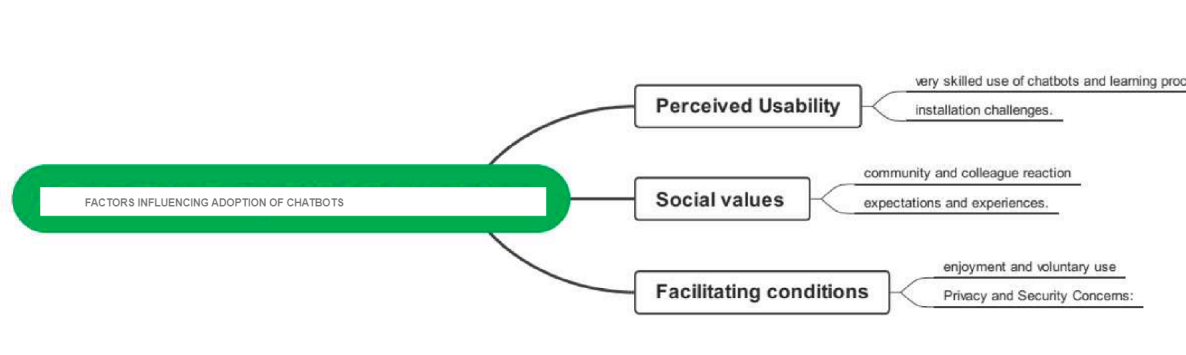 FACTORS INFLUENCING ADOPTION OF CHATBOTS
Perceived Usability
very skilled use of chatbots and learning proc
installation challenges.
Social values
community and colleague reaction
expectations and experiences.
Facilitating conditions
enjoyment and voluntary use
Privacy and Security Concerns: